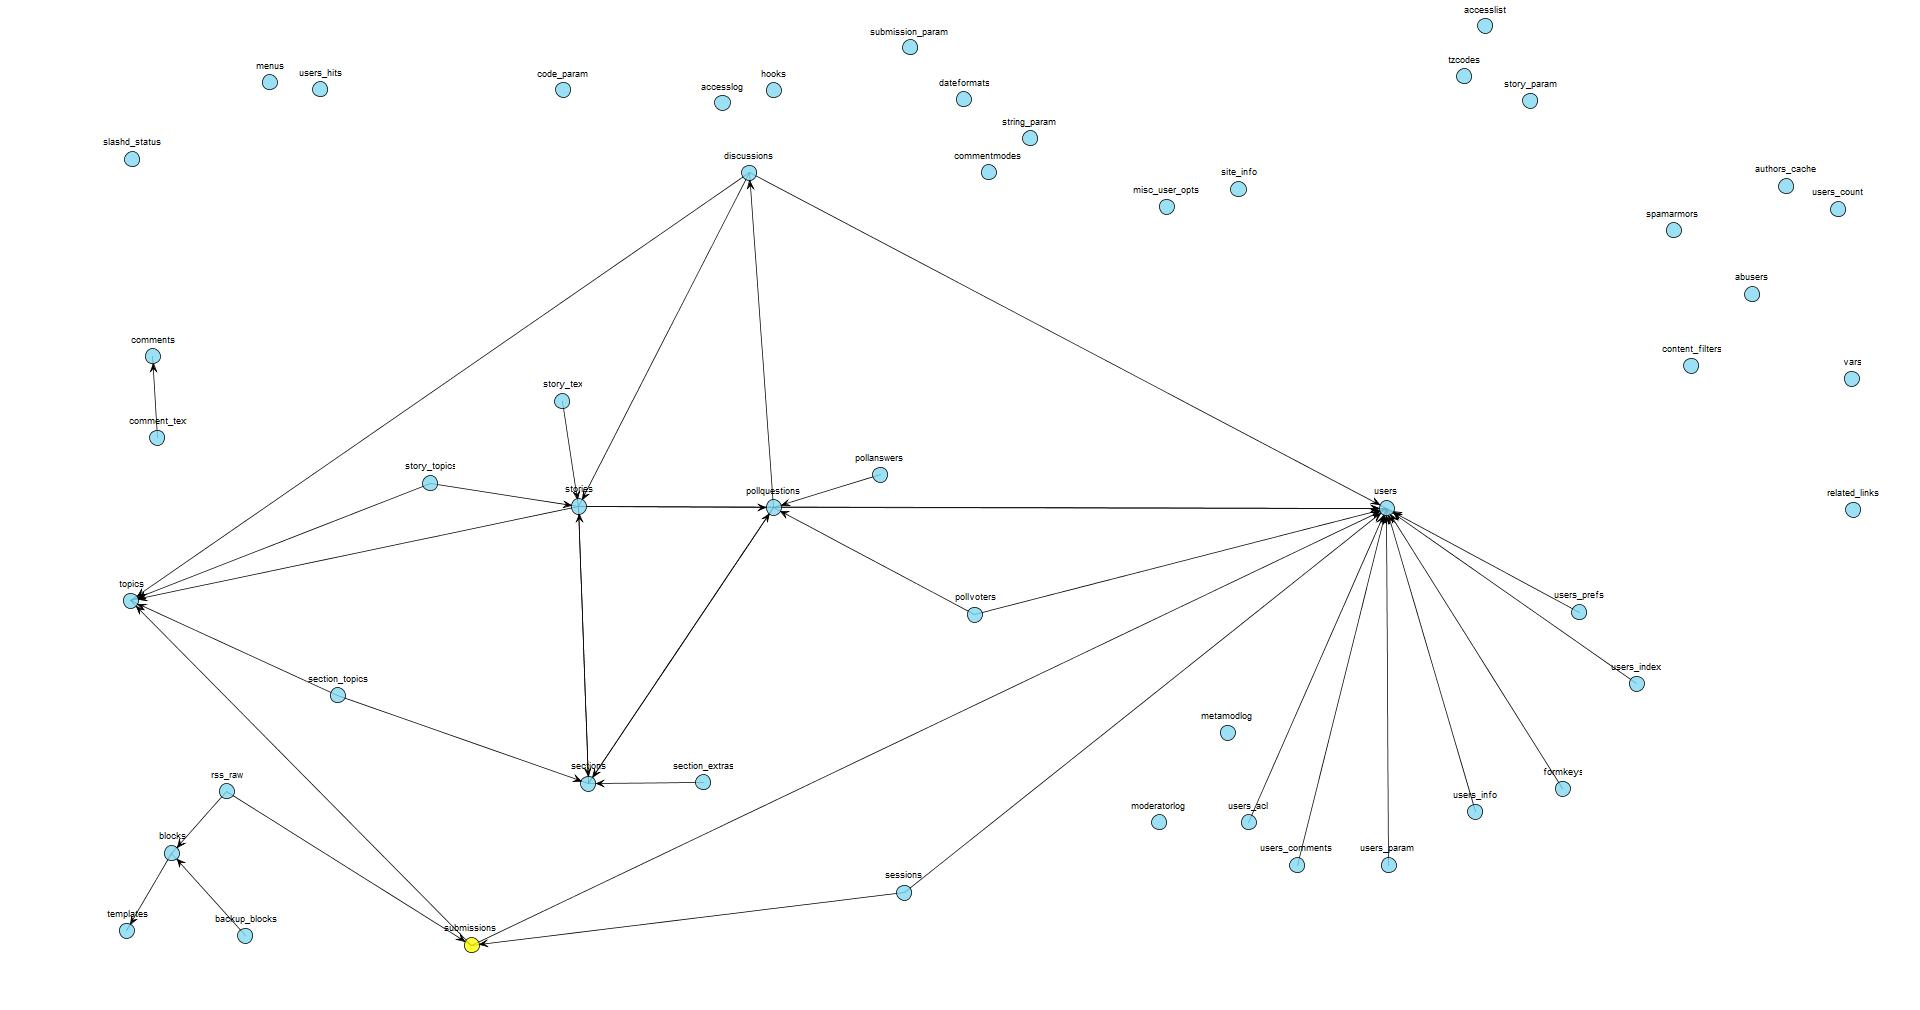 accesslist
submission_param
tzcodes
menus
users_hits
code_param
hooks
accesslog
dateformats
story_param
string_param
slashd_status
discussions
commentmodes
site_info
misc_user_opts
authors_cache
users_count
spamarmors
abusers
comments
content_filters
vars
story_tex
comment_tex
story_topics
pollanswers
stories
pollquestions
users
related_links
topics
pollvoters
users_prefs
section_topics
users_index
metamodlog
rss_raw
sections
section_extras
formkeys
users_info
moderatorlog
users_acl
blocks
users_comments
users_param
sessions
templates
backup_blocks
submissions